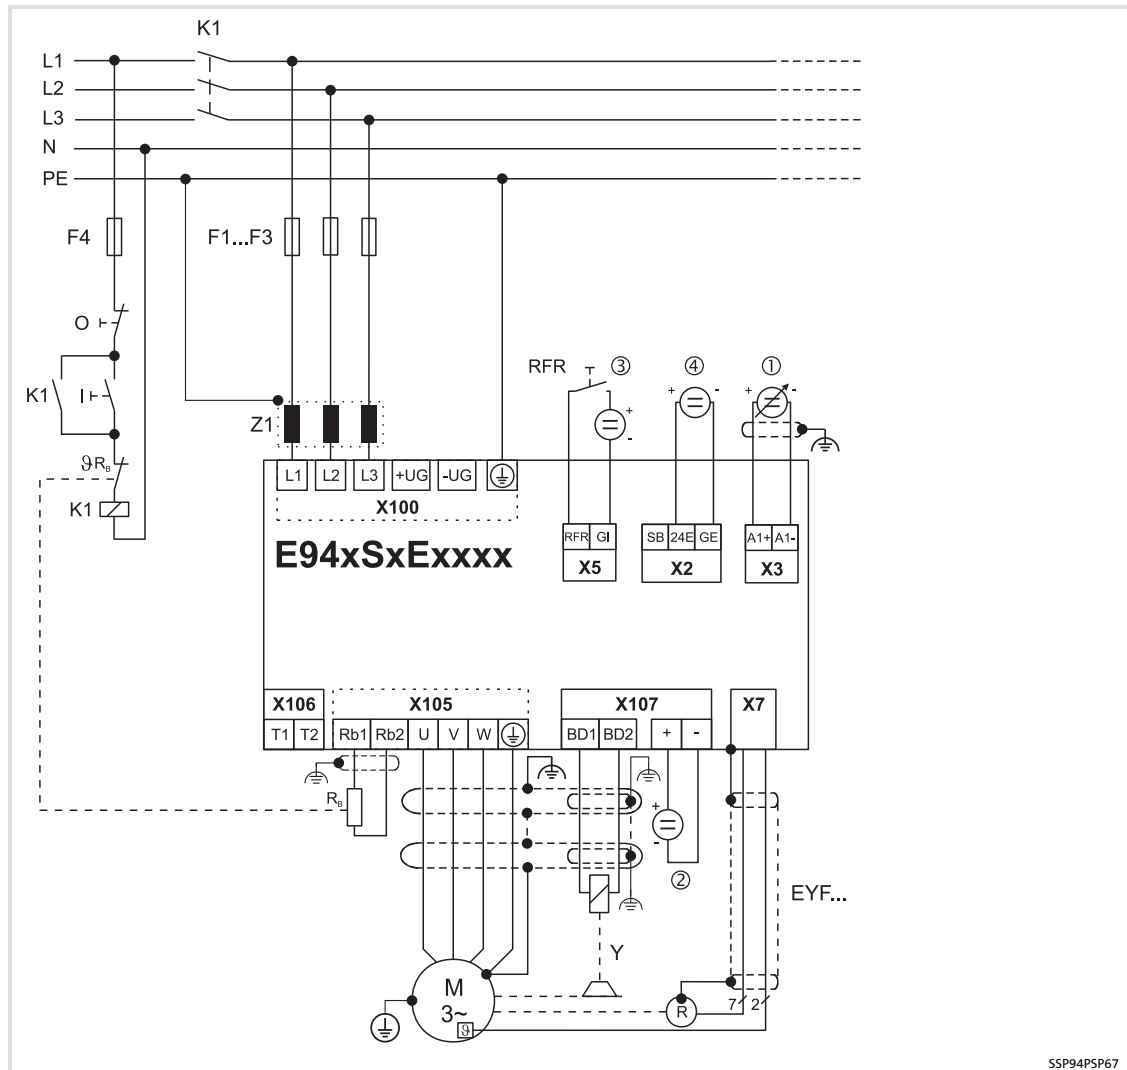 K1
L1
L2
L3
N
PE
F4
F1...F3
O
RFR ③ ④ ①
+ - + -
K1 I
Z1
+
-
ϑR_B
L1 L2 L3 +UG -UG
K1
X100
E94xSxExxxx
RFR GI SB 24E GE A1+ A1-
X5 X2 X3
X106 X105 X107 X7
T1 T2 Rb1 Rb2 U V W BD1 BD2 + -
R_B
+
-
②
EYF...
Y
M
3~
ϑ
R
7 2
SSP94PSP67